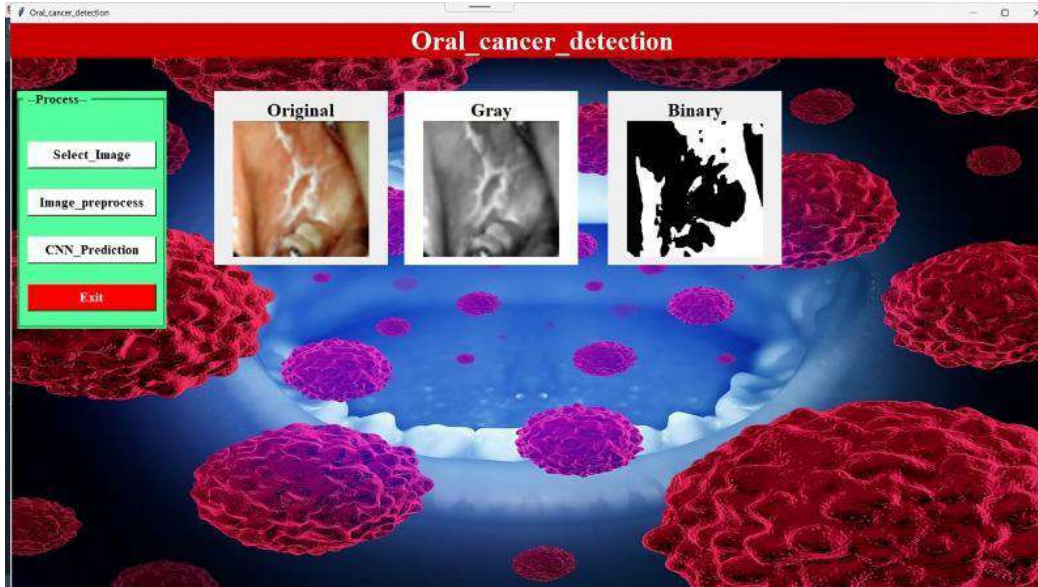 Oral_cancer_detection
Oral_cancer_detection
--Process--
Select_Image
Image_preprocess
CNN_Prediction
Exit
Original
Gray
Binary